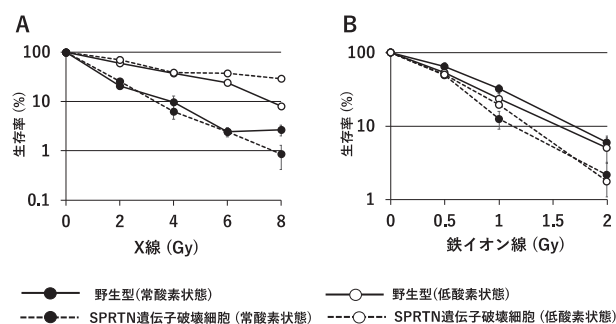 A
100
10
1
0.1
生存率 (%)
0
2
4
6
8
X線 (Gy)
B
100
10
1
生存率 (%)
0
0.5
1
1.5
2
鉄イオン線 (Gy)
野生型(常酸素状態)
野生型(低酸素状態)
SPRTN遺伝子破壊細胞 (常酸素状態)
SPRTN遺伝子破壊細胞 (低酸素状態)